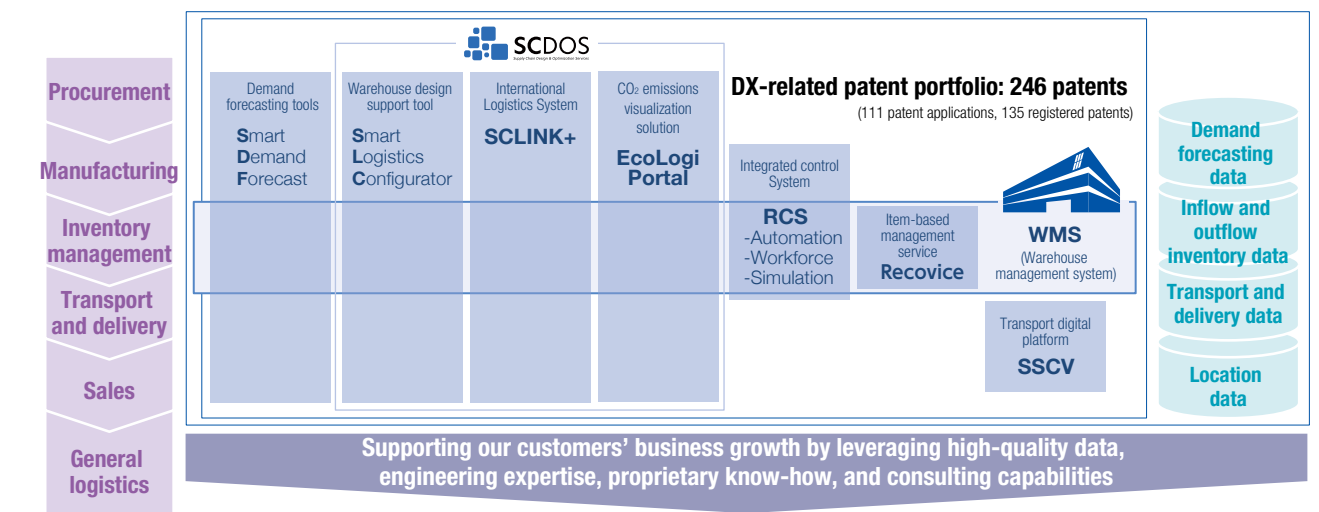 Procurement
Manufacturing
Inventory
management
Transport
and delivery
Sales
General
logistics
SCDOS
Supply Chain Design & Optimization Services
Demand
forecasting tools
Smart
Demand
Forecast
Warehouse design
support tool
Smart
Logistics
Configurator
International
Logistics System
SCLINK+
CO₂ emissions
visualization
solution
EcoLogi
Portal
DX-related patent portfolio: 246 patents
(111 patent applications, 135 registered patents)
Integrated control
System
RCS
-Automation
-Workforce
-Simulation
Item-based
management
service
Recovice
WMS
(Warehouse
management system)
Transport digital
platform
SSCV
Demand
forecasting
data
Inflow and
outflow
inventory data
Transport and
delivery data
Location
data
Supporting our customers’ business growth by leveraging high-quality data,
engineering expertise, proprietary know-how, and consulting capabilities